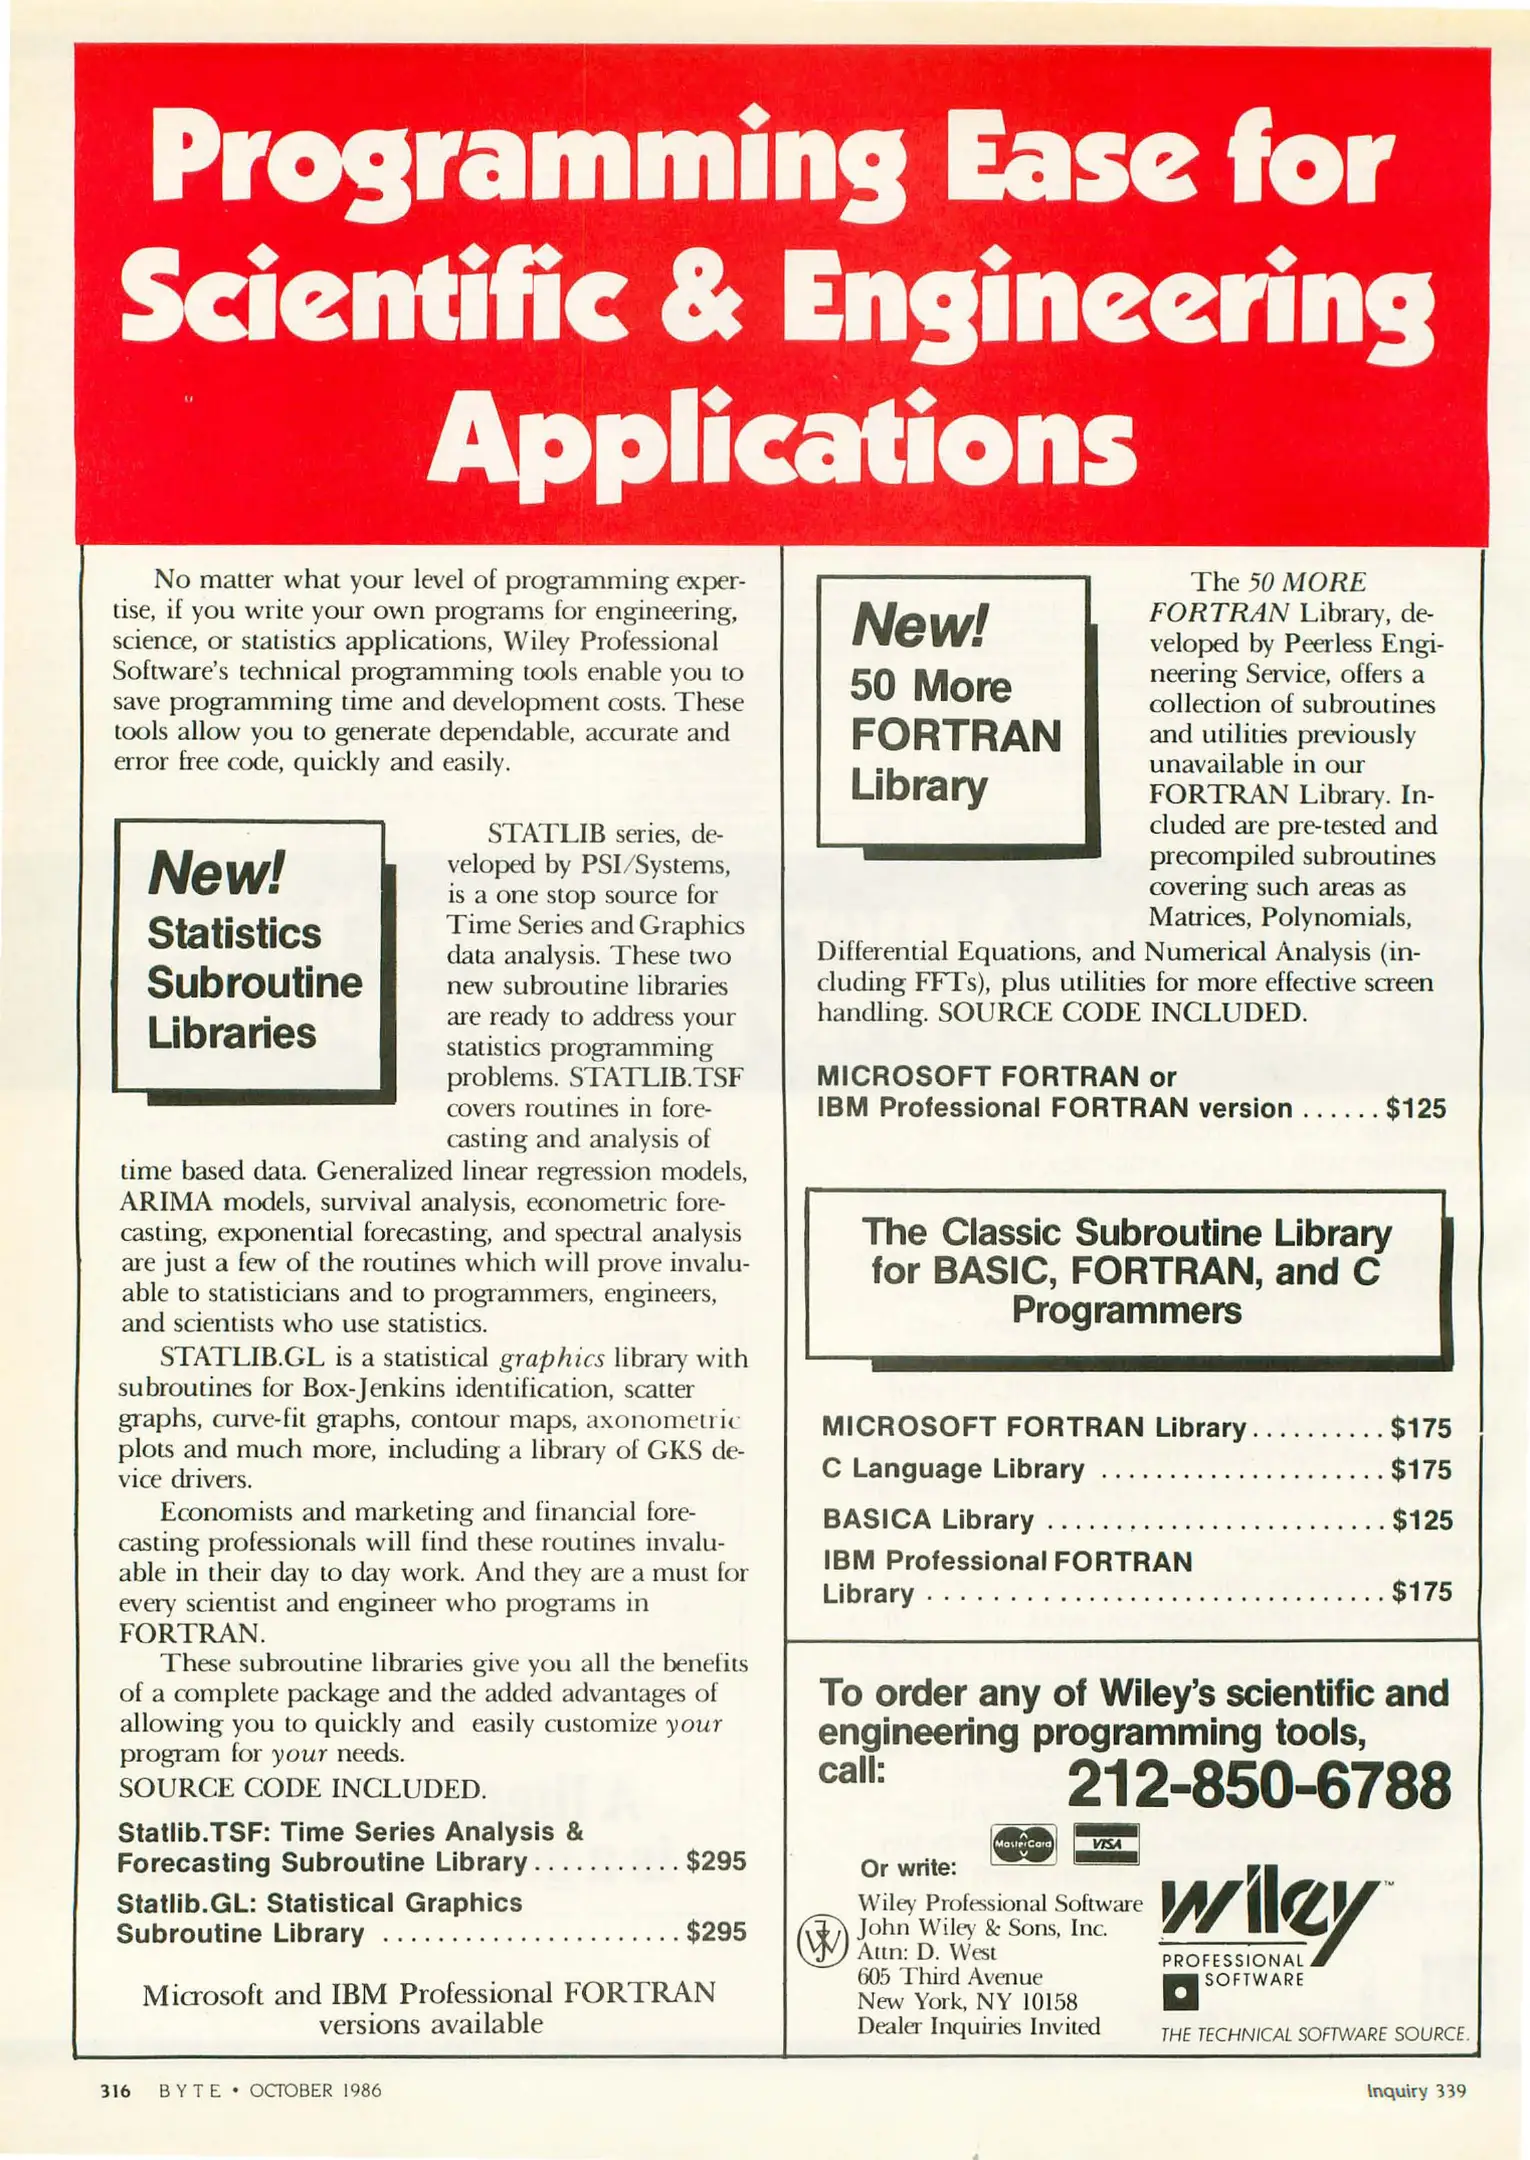 Programming Ease for
Scientific & Engineering
Applications
No matter what your level of programming exper-
tise, if you write your own programs for engineering,
science, or statistics applications, Wiley Professional
Software's technical programming tools enable you to
save programming time and development costs. These
tools allow you to generate dependable, accurate and
error free code, quickly and easily.
New!
Statistics
Subroutine
Libraries
STATLIB series, de-
veloped by PSI/Systems,
is a one stop source for
Time Series and Graphics
data analysis. These two
new subroutine libraries
are ready to address your
statistics programming
problems. STATLIB.TSF
covers routines in fore-
casting and analysis of
time based data. Generalized linear regression models,
ARIMA models, survival analysis, econometric fore-
casting, exponential forecasting, and spectral analysis
are just a few of the routines which will prove invalu-
able to statisticians and to programmers, engineers,
and scientists who use statistics.
STATLIB.GL is a statistical graphics library with
subroutines for Box-Jenkins identification, scatter
graphs, curve-fit graphs, contour maps, axonometric
plots and much more, including a library of GKS de-
vice drivers.
Economists and marketing and financial fore-
casting professionals will find these routines invalu-
able in their day to day work. And they are a must for
every scientist and engineer who programs in
FORTRAN.
These subroutine libraries give you all the benefits
of a complete package and the added advantages of
allowing you to quickly and easily customize your
program for your needs.
SOURCE CODE INCLUDED.
Statlib.TSF: Time Series Analysis &
Forecasting Subroutine Library........... $295
Statlib.GL: Statistical Graphics
Subroutine Library ...................... $295
Microsoft and IBM Professional FORTRAN
versions available
New!
50 More
FORTRAN
Library
The 50 MORE
FORTRAN Library, de-
veloped by Peerless Engi-
neering Service, offers a
collection of subroutines
and utilities previously
unavailable in our
FORTRAN Library. In-
cluded are pre-tested and
precompiled subroutines
covering such areas as
Matrices, Polynomials,
Differential Equations, and Numerical Analysis (in-
cluding FFTs), plus utilities for more effective screen
handling. SOURCE CODE INCLUDED.
MICROSOFT FORTRAN or
IBM Professional FORTRAN version ...... $125
The Classic Subroutine Library
for BASIC, FORTRAN, and C
Programmers
MICROSOFT FORTRAN Library.......... $175
C Language Library ..................... $175
BASICA Library ......................... $125
IBM Professional FORTRAN
Library ............................... $175
To order any of Wiley's scientific and
engineering programming tools,
call: 212-850-6788
MasterCard VISA
Or write:
Wiley Professional Software
John Wiley & Sons, Inc.
Attn: D. West
605 Third Avenue
New York, NY 10158
Dealer Inquiries Invited
wiley™
PROFESSIONAL
SOFTWARE
THE TECHNICAL SOFTWARE SOURCE.
316 BYTE • OCTOBER 1986
Inquiry 339